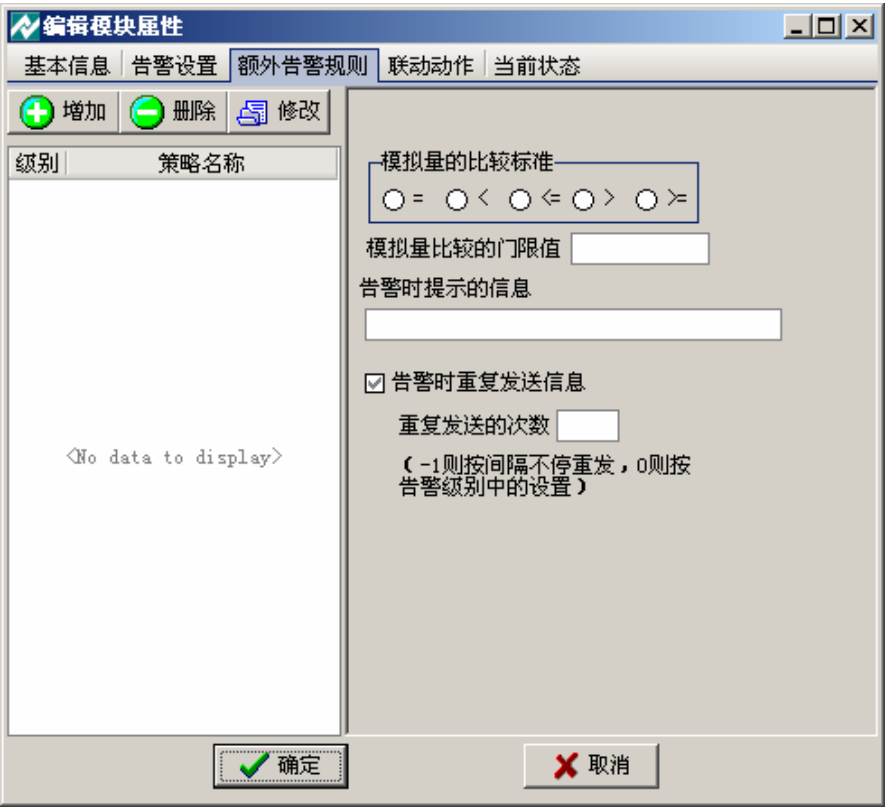 编辑模块属性
基本信息 告警设置 额外告警规则 联动动作 当前状态
增加 删除 修改
级别 策略名称
<No data to display>
模拟量的比较标准
= < <= > >=
模拟量比较的门限值
告警时提示的信息
告警时重复发送信息
重复发送的次数
(-1则按间隔不停重发,0则按
告警级别中的设置)
确定 取消